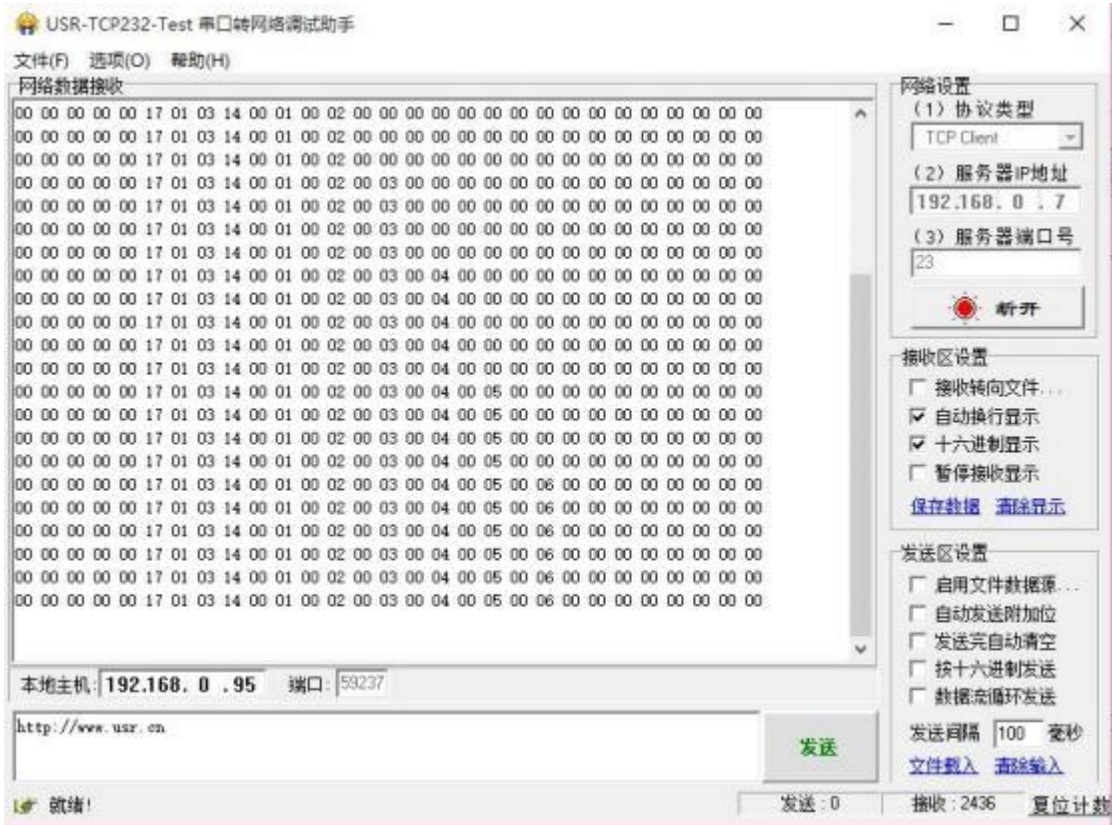 USR-TCP232-Test 串口转网络调试助手
文件(F) 选项(O) 帮助(H)
网络数据接收
00 00 00 00 00 17 01 03 14 00 01 00 02 00 00 00 00 00 00 00 00 00 00 00 00 00 00 00 00
00 00 00 00 00 17 01 03 14 00 01 00 02 00 00 00 00 00 00 00 00 00 00 00 00 00 00 00 00
00 00 00 00 00 17 01 03 14 00 01 00 02 00 00 00 00 00 00 00 00 00 00 00 00 00 00 00 00
00 00 00 00 00 17 01 03 14 00 01 00 02 00 03 00 00 00 00 00 00 00 00 00 00 00 00 00 00
00 00 00 00 00 17 01 03 14 00 01 00 02 00 03 00 00 00 00 00 00 00 00 00 00 00 00 00 00
00 00 00 00 00 17 01 03 14 00 01 00 02 00 03 00 00 00 00 00 00 00 00 00 00 00 00 00 00
00 00 00 00 00 17 01 03 14 00 01 00 02 00 03 00 00 00 00 00 00 00 00 00 00 00 00 00 00
00 00 00 00 00 17 01 03 14 00 01 00 02 00 03 00 04 00 00 00 00 00 00 00 00 00 00 00 00
00 00 00 00 00 17 01 03 14 00 01 00 02 00 03 00 04 00 00 00 00 00 00 00 00 00 00 00 00
00 00 00 00 00 17 01 03 14 00 01 00 02 00 03 00 04 00 00 00 00 00 00 00 00 00 00 00 00
00 00 00 00 00 17 01 03 14 00 01 00 02 00 03 00 04 00 00 00 00 00 00 00 00 00 00 00 00
00 00 00 00 00 17 01 03 14 00 01 00 02 00 03 00 04 00 00 00 00 00 00 00 00 00 00 00 00
00 00 00 00 00 17 01 03 14 00 01 00 02 00 03 00 04 00 05 00 00 00 00 00 00 00 00 00 00
00 00 00 00 00 17 01 03 14 00 01 00 02 00 03 00 04 00 05 00 00 00 00 00 00 00 00 00 00
00 00 00 00 00 17 01 03 14 00 01 00 02 00 03 00 04 00 05 00 00 00 00 00 00 00 00 00 00
00 00 00 00 00 17 01 03 14 00 01 00 02 00 03 00 04 00 05 00 00 00 00 00 00 00 00 00 00
00 00 00 00 00 17 01 03 14 00 01 00 02 00 03 00 04 00 05 00 06 00 00 00 00 00 00 00 00
00 00 00 00 00 17 01 03 14 00 01 00 02 00 03 00 04 00 05 00 06 00 00 00 00 00 00 00 00
00 00 00 00 00 17 01 03 14 00 01 00 02 00 03 00 04 00 05 00 06 00 00 00 00 00 00 00 00
00 00 00 00 00 17 01 03 14 00 01 00 02 00 03 00 04 00 05 00 06 00 00 00 00 00 00 00 00
00 00 00 00 00 17 01 03 14 00 01 00 02 00 03 00 04 00 05 00 06 00 00 00 00 00 00 00 00
00 00 00 00 00 17 01 03 14 00 01 00 02 00 03 00 04 00 05 00 06 00 00 00 00 00 00 00 00
本地主机: 192.168. 0 .95 端口: 59237
http://www.usr.cn
发送
就绪!
发送 : 0
接收 : 2436
复位计数
网络设置
(1) 协议类型
TCP Client
(2) 服务器IP地址
192.168. 0 . 7
(3) 服务器端口号
23
断开
接收区设置
接收转向文件...
自动换行显示
十六进制显示
暂停接收显示
保存数据 清除显示
发送区设置
启用文件数据源...
自动发送附加位
发送完自动清空
按十六进制发送
数据流循环发送
发送间隔 100 毫秒
文件载入 清除输入